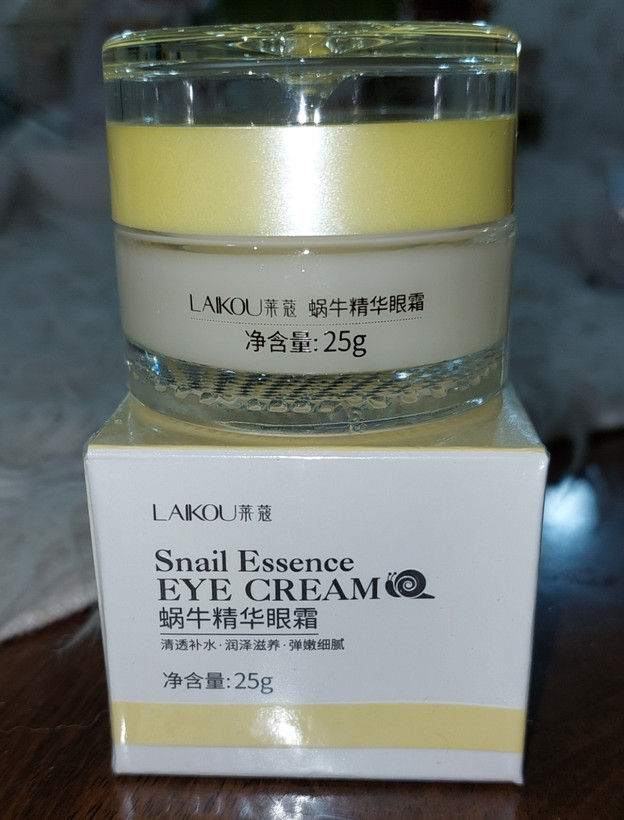 LAIKOU莱蔻 蜗牛精华眼霜
净含量: 25g
LAIKOU莱蔻
Snail Essence
EYE CREAM
蜗牛精华眼霜
清透补水·润泽滋养·弹嫩细腻
净含量: 25g